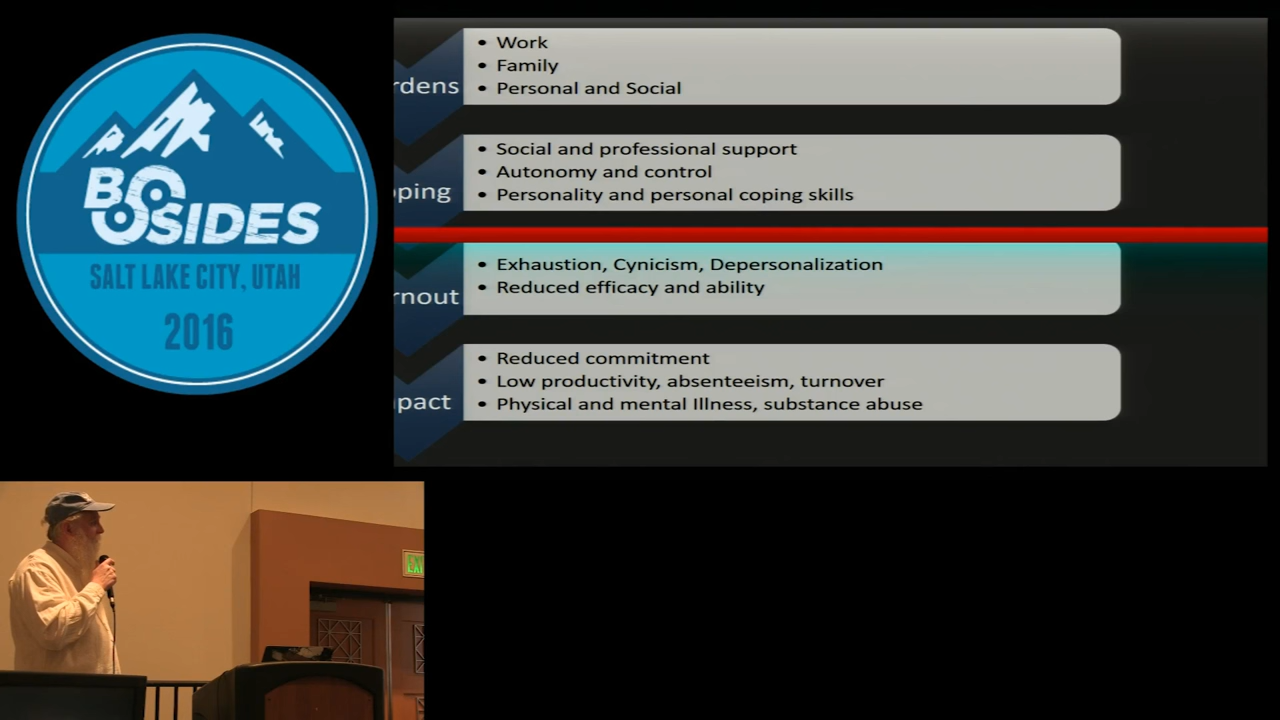 BSIDES
SALT LAKE CITY, UTAH
2016
rdens
• Work
• Family
• Personal and Social
ping
• Social and professional support
• Autonomy and control
• Personality and personal coping skills
rnout
• Exhaustion, Cynicism, Depersonalization
• Reduced efficacy and ability
pact
• Reduced commitment
• Low productivity, absenteeism, turnover
• Physical and mental Illness, substance abuse